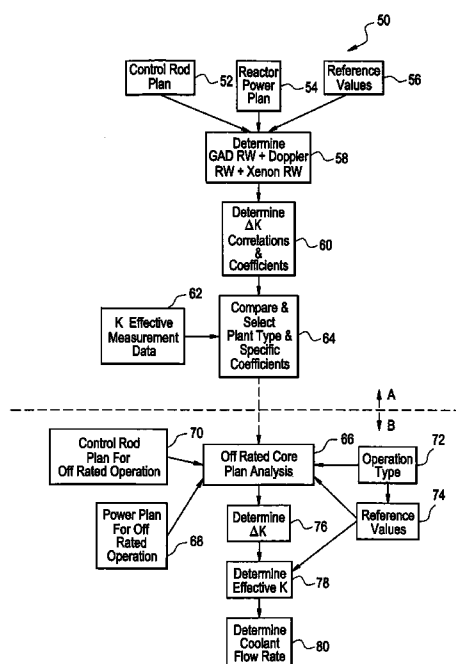 50
Control Rod
Plan
52
Reactor
Power
Plan
54
Reference
Values
56
Determine
GAD RW + Doppler
RW + Xenon RW
58
Determine
ΔK
Correlations
&
Coefficients
60
62
K Effective
Measurement
Data
Compare &
Select
Plant Type &
Specific
Coefficients
64
A
B
70
Control Rod
Plan For
Off Rated Operation
66
Off Rated Core
Plan Analysis
72
Operation
Type
Power Plan
For Off
Rated
Operation
68
Determine
ΔK
76
Reference
Values
74
Determine
Effective K
78
Determine
Coolant
Flow Rate
80